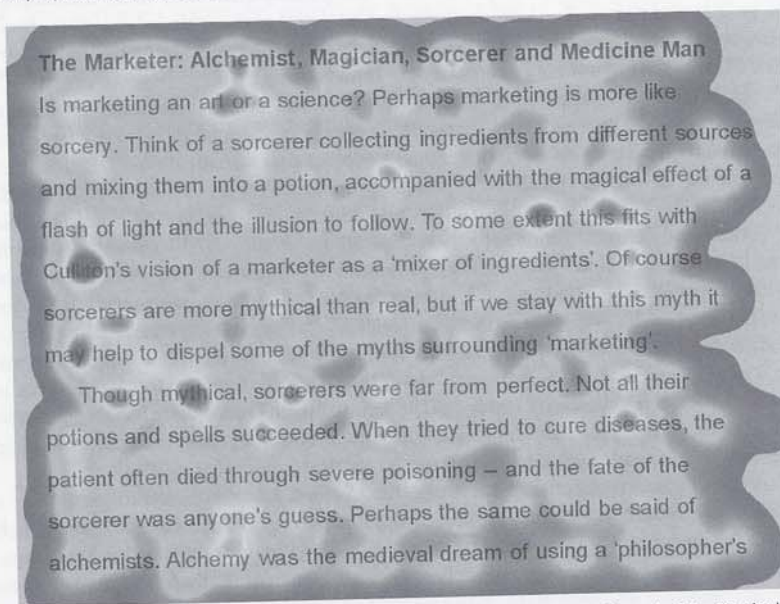 The Marketer: Alchemist, Magician, Sorcerer and Medicine Man
Is marketing an art or a science? Perhaps marketing is more like
sorcery. Think of a sorcerer collecting ingredients from different sources
and mixing them into a potion, accompanied with the magical effect of a
flash of light and the illusion to follow. To some extent this fits with
Culliton's vision of a marketer as a 'mixer of ingredients'. Of course
sorcerers are more mythical than real, but if we stay with this myth it
may help to dispel some of the myths surrounding 'marketing'.
Though mythical, sorcerers were far from perfect. Not all their
potions and spells succeeded. When they tried to cure diseases, the
patient often died through severe poisoning – and the fate of the
sorcerer was anyone's guess. Perhaps the same could be said of
alchemists. Alchemy was the medieval dream of using a 'philosopher's